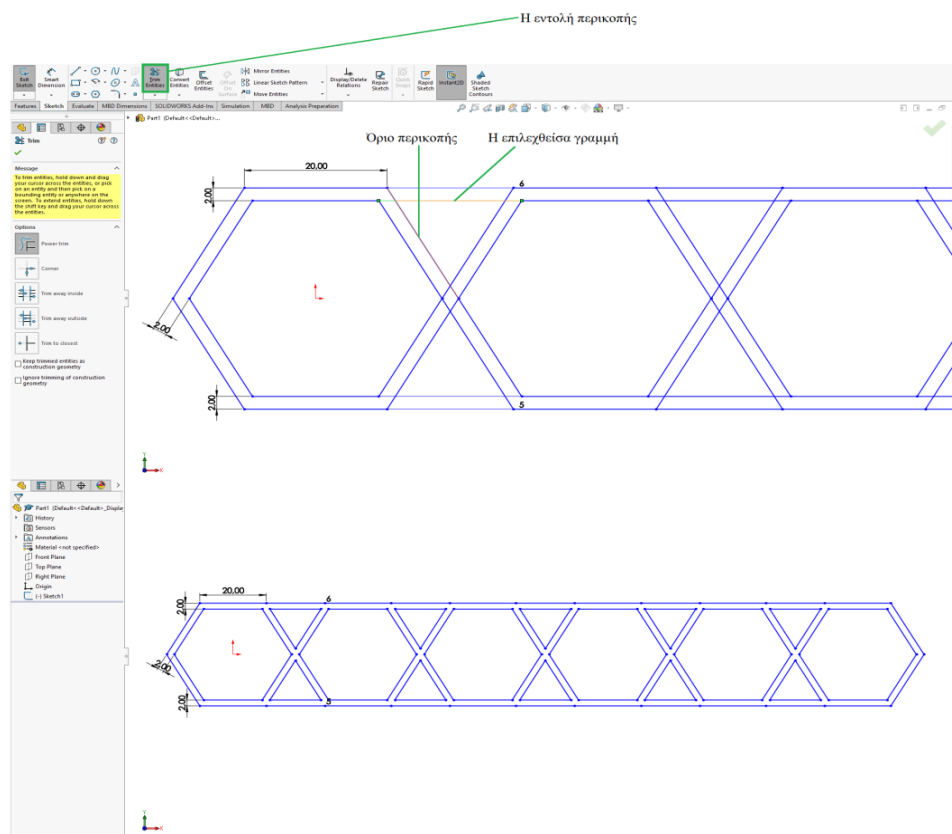 Η εντολή περικοπής
Exit Sketch
Smart Dimension
Trim Entities
Convert Entities
Offset Entities
Offset On Surface
Mirror Entities
Linear Sketch Pattern
Move Entities
Display/Delete Relations
Repair Sketch
Quick Snaps
Rapid Sketch
Instant2D
Shaded Sketch Contours
Features Sketch Evaluate MBD Dimensions SOLIDWORKS Add-Ins Simulation MBD Analysis Preparation
Part1 (Default<<Default>...
Trim
Όριο περικοπής
Η επιλεχθείσα γραμμή
Message
To trim entities, hold down and drag
your cursor across the entities, or pick
on an entity and then pick on a
bounding entity or anywhere on the
screen. To extend entities, hold down
the shift key and drag your cursor across
the entities.
Options
Power trim
Corner
Trim away inside
Trim away outside
Trim to closest
Keep trimmed entities as
construction geometry
Ignore trimming of construction
geometry
20,00
2,00
6
2,00
2,00
5
Y
X
Part1 (Default<<Default>_Display
History
Sensors
Annotations
Material <not specified>
Front Plane
Top Plane
Right Plane
Origin
(-) Sketch1
20,00
2,00
6
2,00
2,00
5
Y
X